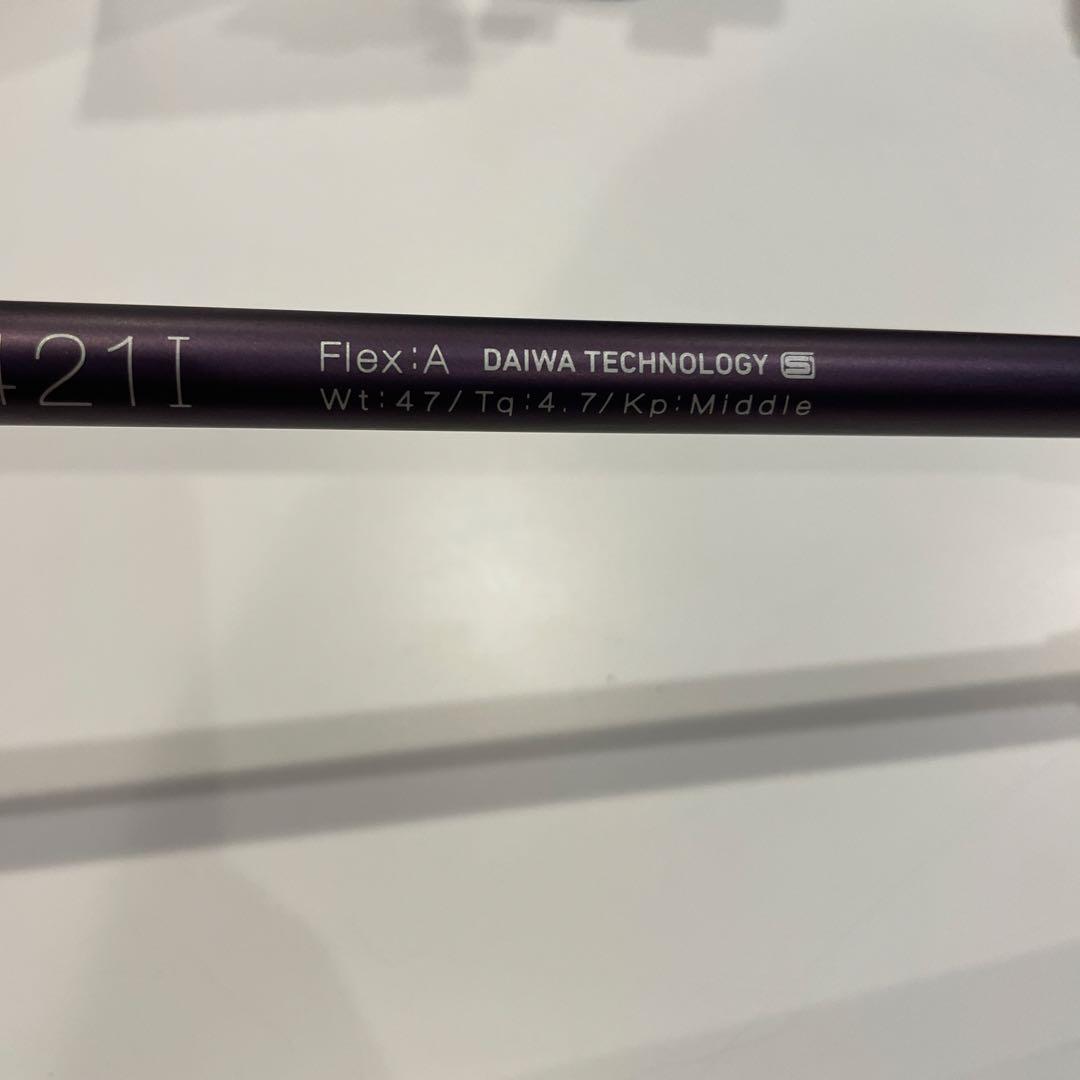 421I
Flex:A DAIWA TECHNOLOGY S
Wt:47/Tq:4.7/Kp:Middle